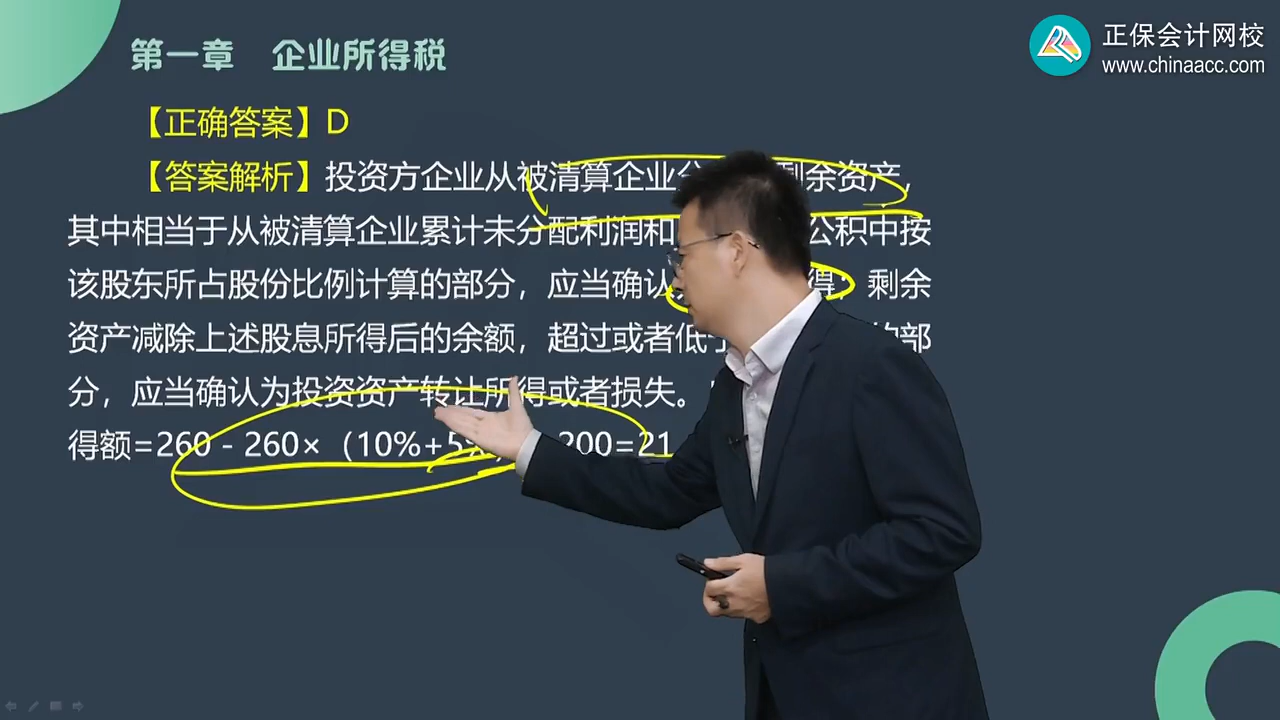 正保会计网校
www.chinaacc.com
第一章 企业所得税
【正确答案】D
【答案解析】投资方企业从被清算企业分 剩余资产，
其中相当于从被清算企业累计未分配利润和 公积中按
该股东所占股份比例计算的部分，应当确认 得；剩余
资产减除上述股息所得后的余额，超过或者低于 的部
分，应当确认为投资资产转让所得或者损失。
得额=260 - 260×（10%+5% 200=21